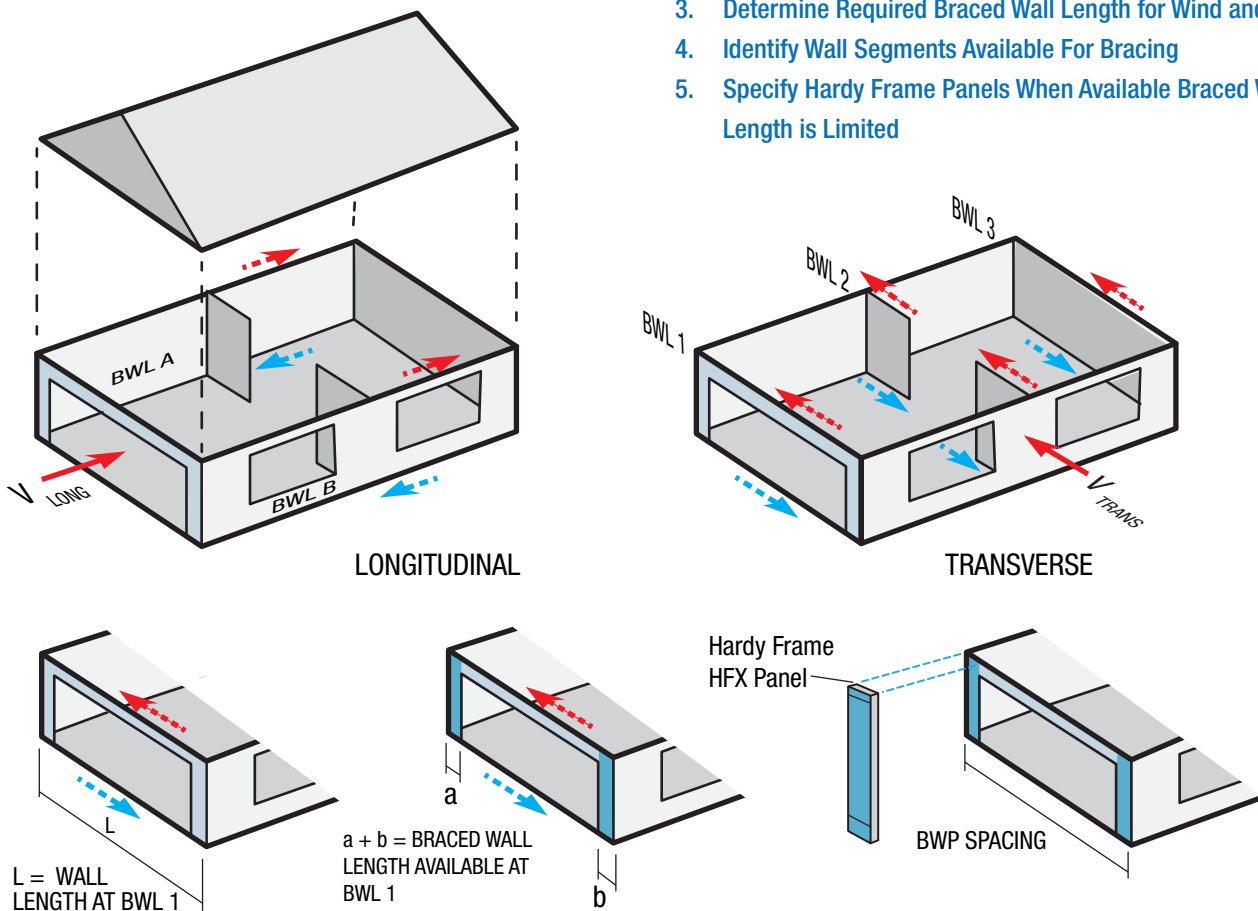 3. Determine Required Braced Wall Length for Wind and
4. Identify Wall Segments Available For Bracing
5. Specify Hardy Frame Panels When Available Braced
Length is Limited
BWL A
BWL B
V LONG
LONGITUDINAL
BWL 1
BWL 2
BWL 3
V TRANS
TRANSVERSE
L
L = WALL
LENGTH AT BWL 1
a
a + b = BRACED WALL
LENGTH AVAILABLE AT
BWL 1
b
Hardy Frame
HFX Panel
BWP SPACING